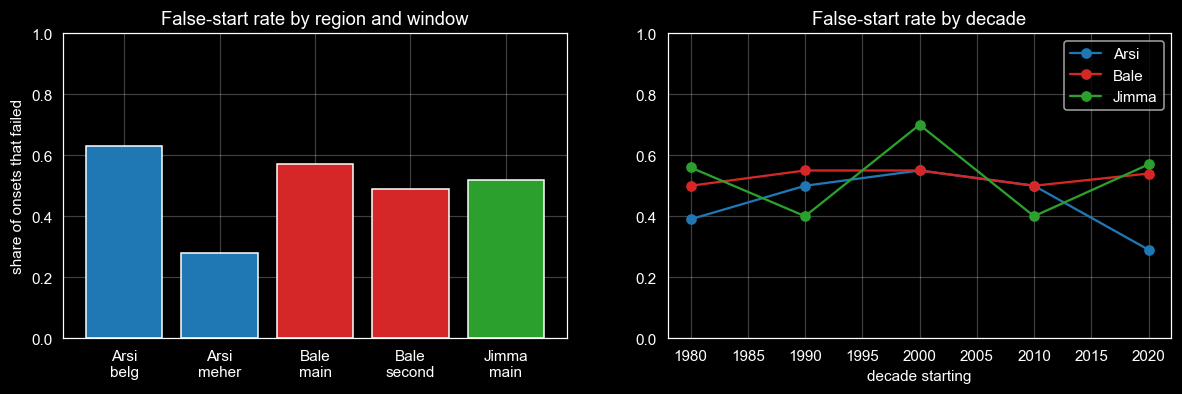 False-start rate by region and window
share of onsets that failed
1.0
0.8
0.6
0.4
0.2
0.0
Arsi
belg
Arsi
meher
Bale
main
Bale
second
Jimma
main
False-start rate by decade
1.0
0.8
0.6
0.4
0.2
0.0
Arsi
Bale
Jimma
1980 1985 1990 1995 2000 2005 2010 2015 2020
decade starting